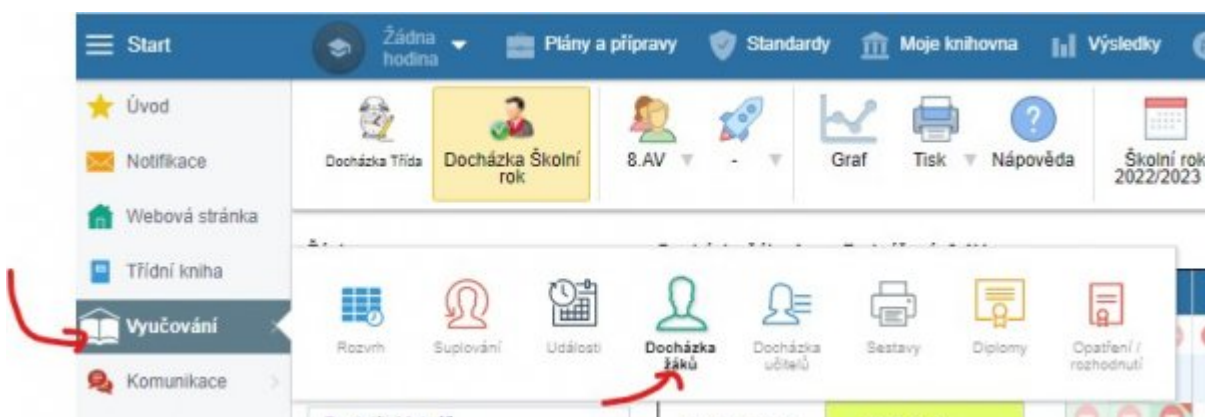 Start
Žádna
hodina
Plány a přípravy
Standardy
Moje knihovna
Výsledky
Úvod
Notifikace
Webová stránka
Třídní kniha
Vyučování
Komunikace
Docházka Třída
Docházka Školní
rok
8.AV
-
Graf
Tisk
Nápověda
Školní rok
2022/2023
Rozvrh
Suplování
Události
Docházka
žáků
Docházka
učitelů
Sestavy
Diplomy
Opatření /
rozhodnutí